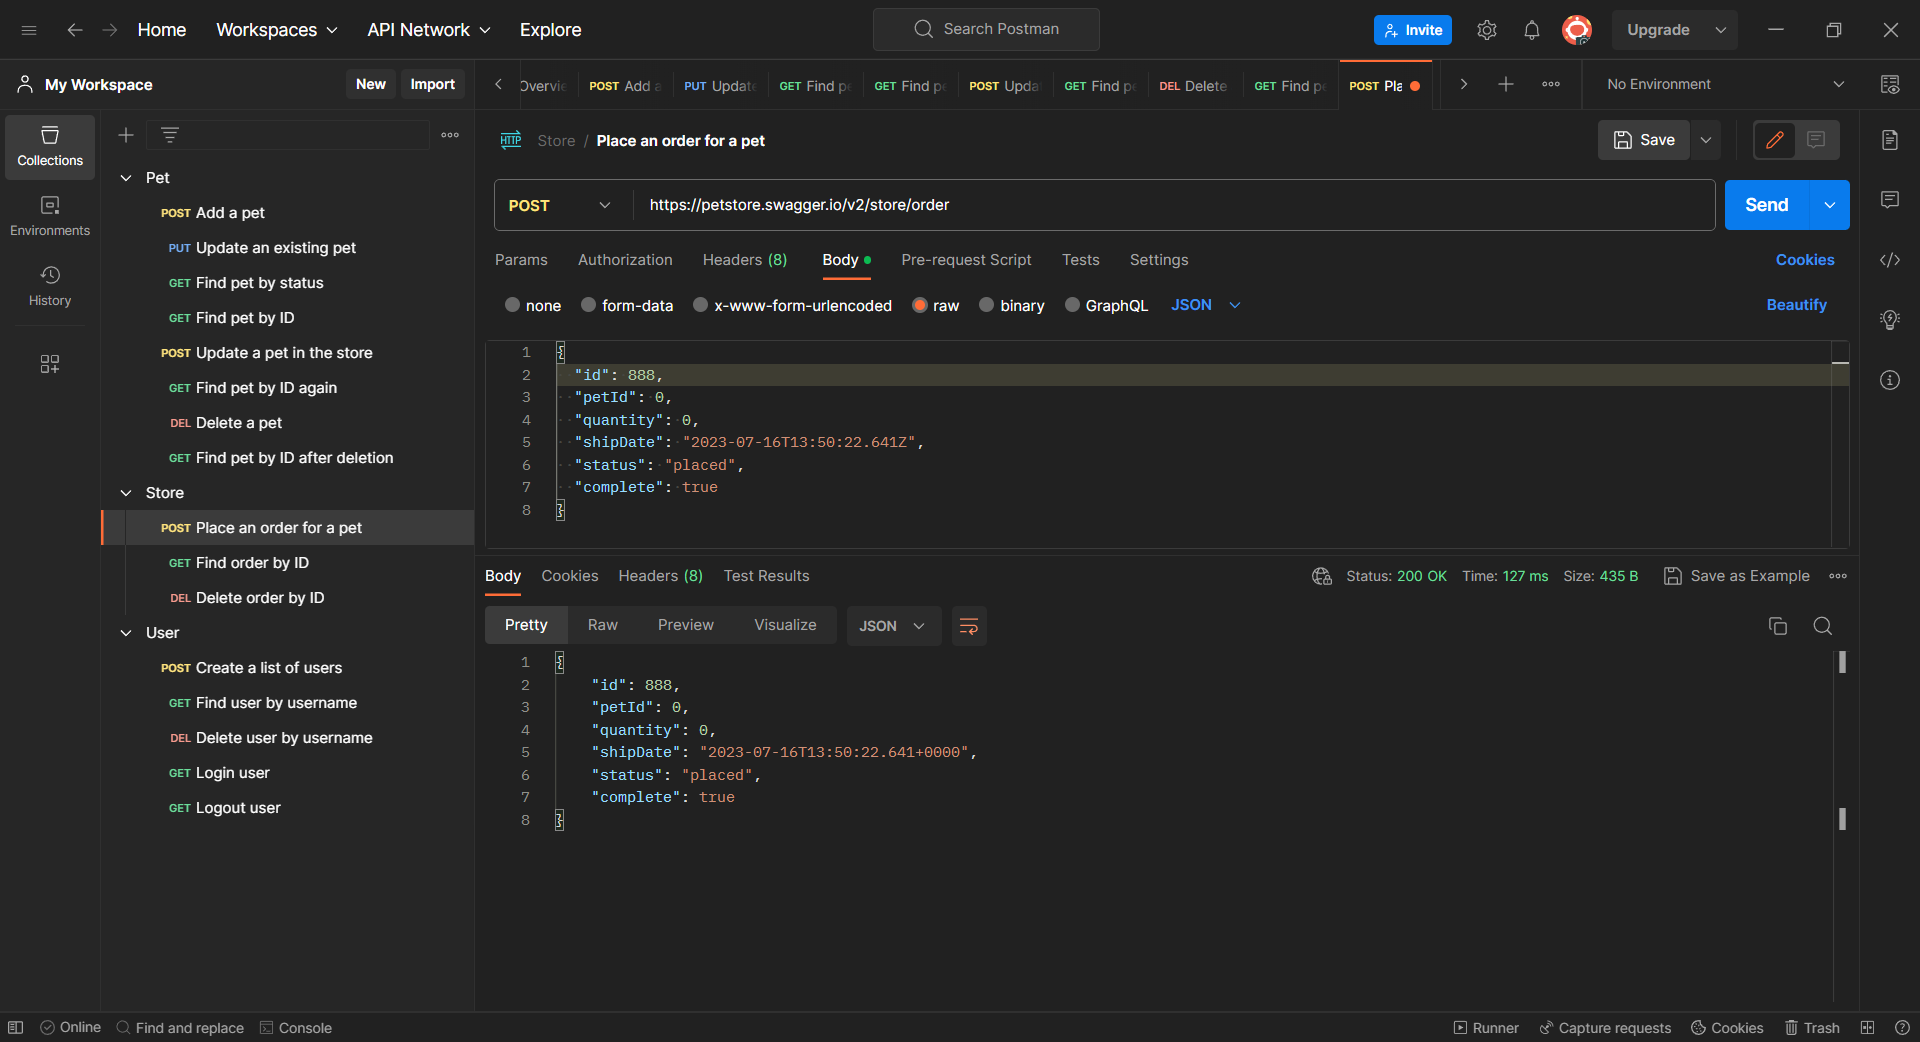 Home Workspaces API Network Explore Search Postman Invite Upgrade
My Workspace New Import
Overvie POST Add a PUT Update GET Find pe GET Find pe POST Upda GET Find pe DEL Delete GET Find pe POST Pla No Environment
Collections
Environments
History
Pet
POST Add a pet
PUT Update an existing pet
GET Find pet by status
GET Find pet by ID
POST Update a pet in the store
GET Find pet by ID again
DEL Delete a pet
GET Find pet by ID after deletion
Store
POST Place an order for a pet
GET Find order by ID
DEL Delete order by ID
User
POST Create a list of users
GET Find user by username
DEL Delete user by username
GET Login user
GET Logout user
HTTP Store / Place an order for a pet Save
POST https://petstore.swagger.io/v2/store/order Send
Params Authorization Headers (8) Body Pre-request Script Tests Settings Cookies
none form-data x-www-form-urlencoded raw binary GraphQL JSON Beautify
1 {
2 "id": 888,
3 "petId": 0,
4 "quantity": 0,
5 "shipDate": "2023-07-16T13:50:22.641Z",
6 "status": "placed",
7 "complete": true
8 }
Body Cookies Headers (8) Test Results Status: 200 OK Time: 127 ms Size: 435 B Save as Example
Pretty Raw Preview Visualize JSON
1 {
2 "id": 888,
3 "petId": 0,
4 "quantity": 0,
5 "shipDate": "2023-07-16T13:50:22.641+0000",
6 "status": "placed",
7 "complete": true
8 }
Online Find and replace Console Runner Capture requests Cookies Trash